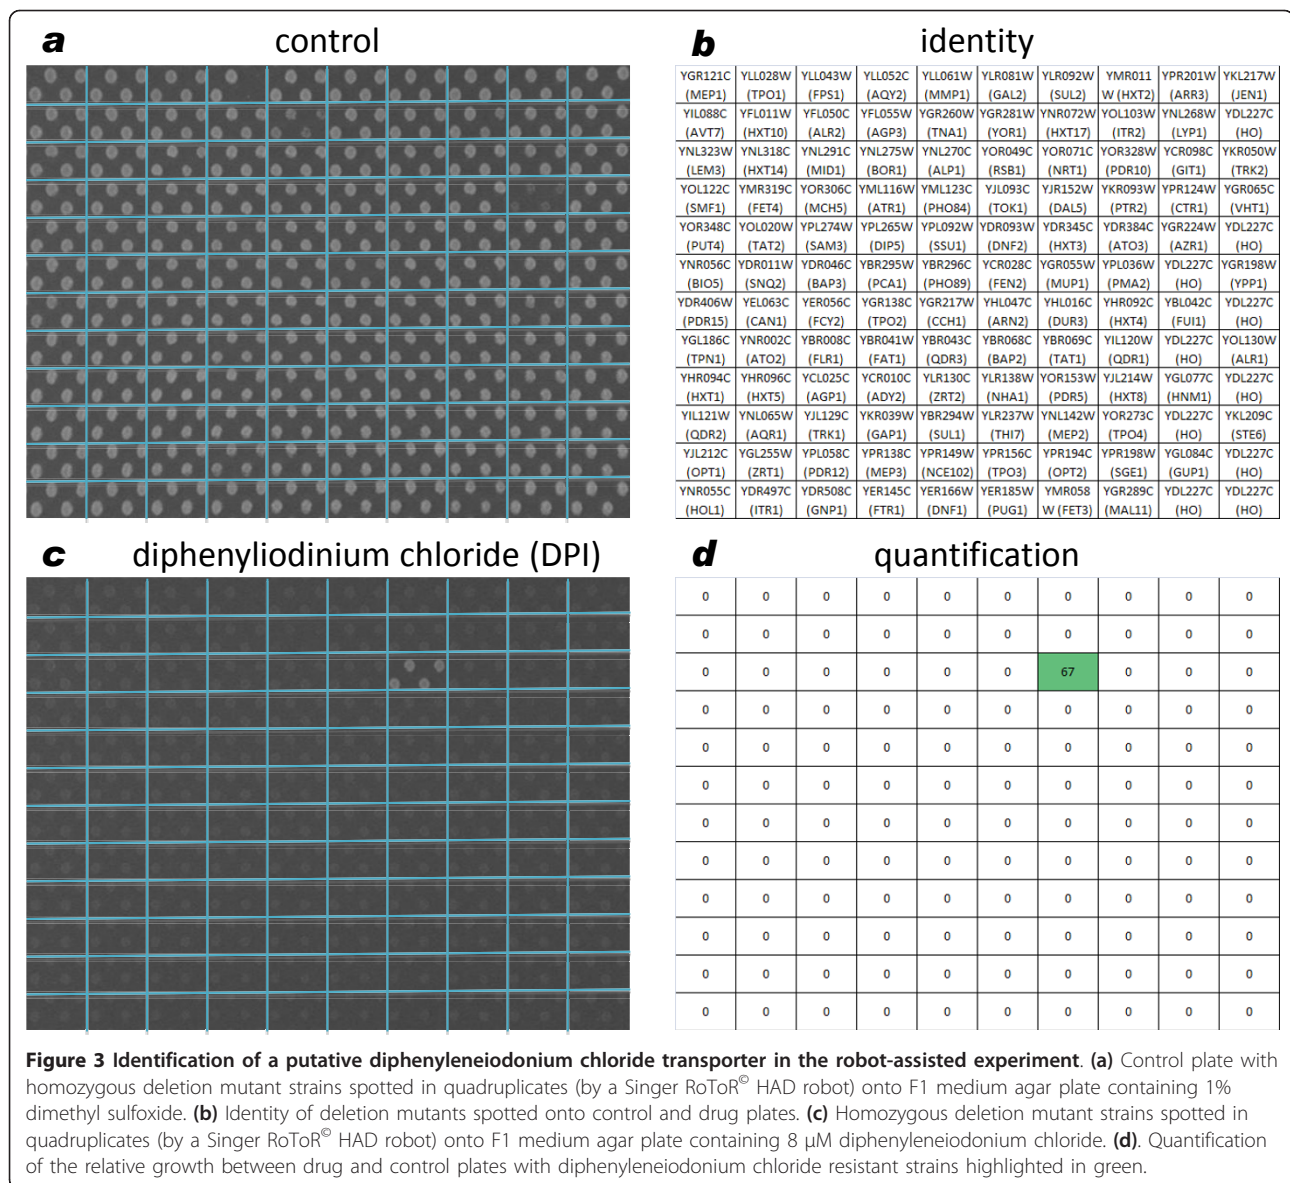 a control
b identity
YGR121C YLL028W YLL043W YLL052C YLL061W YLR081W YLR092W YMR011 YPR201W YKL217W
(MEP1) (TPO1) (FPS1) (AQY2) (MMP1) (GAL2) (SUL2) W (HXT2) (ARR3) (JEN1)
YIL088C YFL011W YFL050C YFL055W YGR260W YGR281W YNR072W YOL103W YNL268W YDL227C
(AVT7) (HXT10) (ALR2) (AGP3) (TNA1) (YOR1) (HXT17) (ITR2) (LYP1) (HO)
YNL323W YNL318C YNL291C YNL275W YNL270C YOR049C YOR071C YOR328W YCR098C YKR050W
(LEM3) (HXT14) (MID1) (BOR1) (ALP1) (RSB1) (NRT1) (PDR10) (GIT1) (TRK2)
YOL122C YMR319C YOR306C YML116W YML123C YJL093C YJR152W YKR093W YPR124W YGR065C
(SMF1) (FET4) (MCH5) (ATR1) (PHO84) (TOK1) (DAL5) (PTR2) (CTR1) (VHT1)
YOR348C YOL020W YPL274W YPL265W YPL092W YDR093W YDR345C YDR384C YGR224W YDL227C
(PUT4) (TAT2) (SAM3) (DIP5) (SSU1) (DNF2) (HXT3) (ATO3) (AZR1) (HO)
YNR056C YDR011W YDR046C YBR295W YBR296C YCR028C YGR055W YPL036W YDL227C YGR198W
(BIO5) (SNQ2) (BAP3) (PCA1) (PHO89) (FEN2) (MUP1) (PMA2) (HO) (YPP1)
YDR406W YEL063C YER056C YGR138C YGR217W YHL047C YHL016C YHR092C YBL042C YDL227C
(PDR15) (CAN1) (FCY2) (TPO2) (CCH1) (ARN2) (DUR3) (HXT4) (FUI1) (HO)
YGL186C YNR002C YBR008C YBR041W YBR043C YBR068C YBR069C YIL120W YDL227C YOL130W
(TPN1) (ATO2) (FLR1) (FAT1) (QDR3) (BAP2) (TAT1) (QDR1) (HO) (ALR1)
YHR094C YHR096C YCL025C YCR010C YLR130C YLR138W YOR153W YJL214W YGL077C YDL227C
(HXT1) (HXT5) (AGP1) (ADY2) (ZRT2) (NHA1) (PDR5) (HXT8) (HNM1) (HO)
YIL121W YNL065W YJL129C YKR039W YBR294W YLR237W YNL142W YOR273C YDL227C YKL209C
(QDR2) (AQR1) (TRK1) (GAP1) (SUL1) (THI7) (MEP2) (TPO4) (HO) (STE6)
YJL212C YGL255W YPL058C YPR138C YPR149W YPR156C YPR194C YPR198W YGL084C YDL227C
(OPT1) (ZRT1) (PDR12) (MEP3) (NCE102) (TPO3) (OPT2) (SGE1) (GUP1) (HO)
YNR055C YDR497C YDR508C YER145C YER166W YER185W YMR058 YGR289C YDL227C YDL227C
(HOL1) (ITR1) (GNP1) (FTR1) (DNF1) (PUG1) W (FET3) (MAL11) (HO) (HO)
c diphenyliodinium chloride (DPI)
d quantification
0 0 0 0 0 0 0 0 0 0
0 0 0 0 0 0 0 0 0 0
0 0 0 0 0 0 67 0 0 0
0 0 0 0 0 0 0 0 0 0
0 0 0 0 0 0 0 0 0 0
0 0 0 0 0 0 0 0 0 0
0 0 0 0 0 0 0 0 0 0
0 0 0 0 0 0 0 0 0 0
0 0 0 0 0 0 0 0 0 0
0 0 0 0 0 0 0 0 0 0
0 0 0 0 0 0 0 0 0 0
0 0 0 0 0 0 0 0 0 0
Figure 3 Identification of a putative diphenyleneiodonium chloride transporter in the robot-assisted experiment. (a) Control plate with
homozygous deletion mutant strains spotted in quadruplicates (by a Singer RoToR© HAD robot) onto F1 medium agar plate containing 1%
dimethyl sulfoxide. (b) Identity of deletion mutants spotted onto control and drug plates. (c) Homozygous deletion mutant strains spotted in
quadruplicates (by a Singer RoToR© HAD robot) onto F1 medium agar plate containing 8 μM diphenyleneiodonium chloride. (d). Quantification
of the relative growth between drug and control plates with diphenyleneiodonium chloride resistant strains highlighted in green.